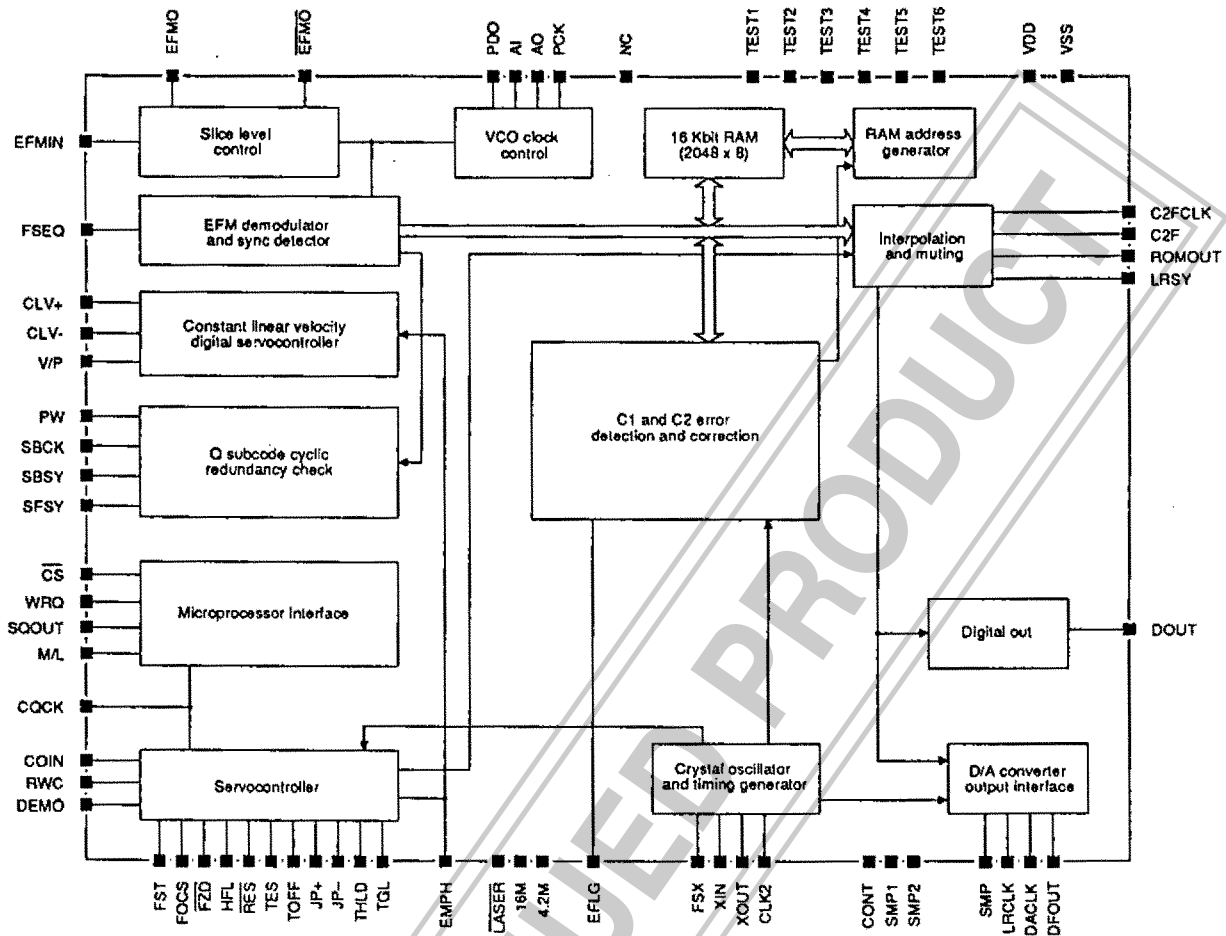 EFMO
EFMO
PDO
AI
AO
PCK
NC
TEST1
TEST2
TEST3
TEST4
TEST5
TEST6
VDD
VSS
EFMIN
Slice level
control
VCO clock
control
16 Kbit RAM
(2048 x 8)
RAM address
generator
FSEQ
EFM demodulator
and sync detector
Interpolation
and muting
C2FCLK
C2F
ROMOUT
LRSY
CLV+
CLV-
V/P
Constant linear velocity
digital servocontroller
PW
SBCK
SBSY
SFSY
Q subcode cyclic
redundancy check
C1 and C2 error
detection and correction
CS
WRQ
SQOUT
M/L
Microprocessor interface
Digital out
DOUT
CQCK
COIN
RWC
DEMO
Servocontroller
Crystal oscillator
and timing generator
D/A converter
output interface
FST
FOCS
FZD
HFL
RES
TES
TOFF
JP+
JP-
THLD
TGL
EMPH
LASER
16M
4.2M
EFLG
FSX
XIN
XOUT
CLK2
CONT
SMP1
SMP2
SMP
LRCLK
DACLK
DFOUT
UED PRODUCT